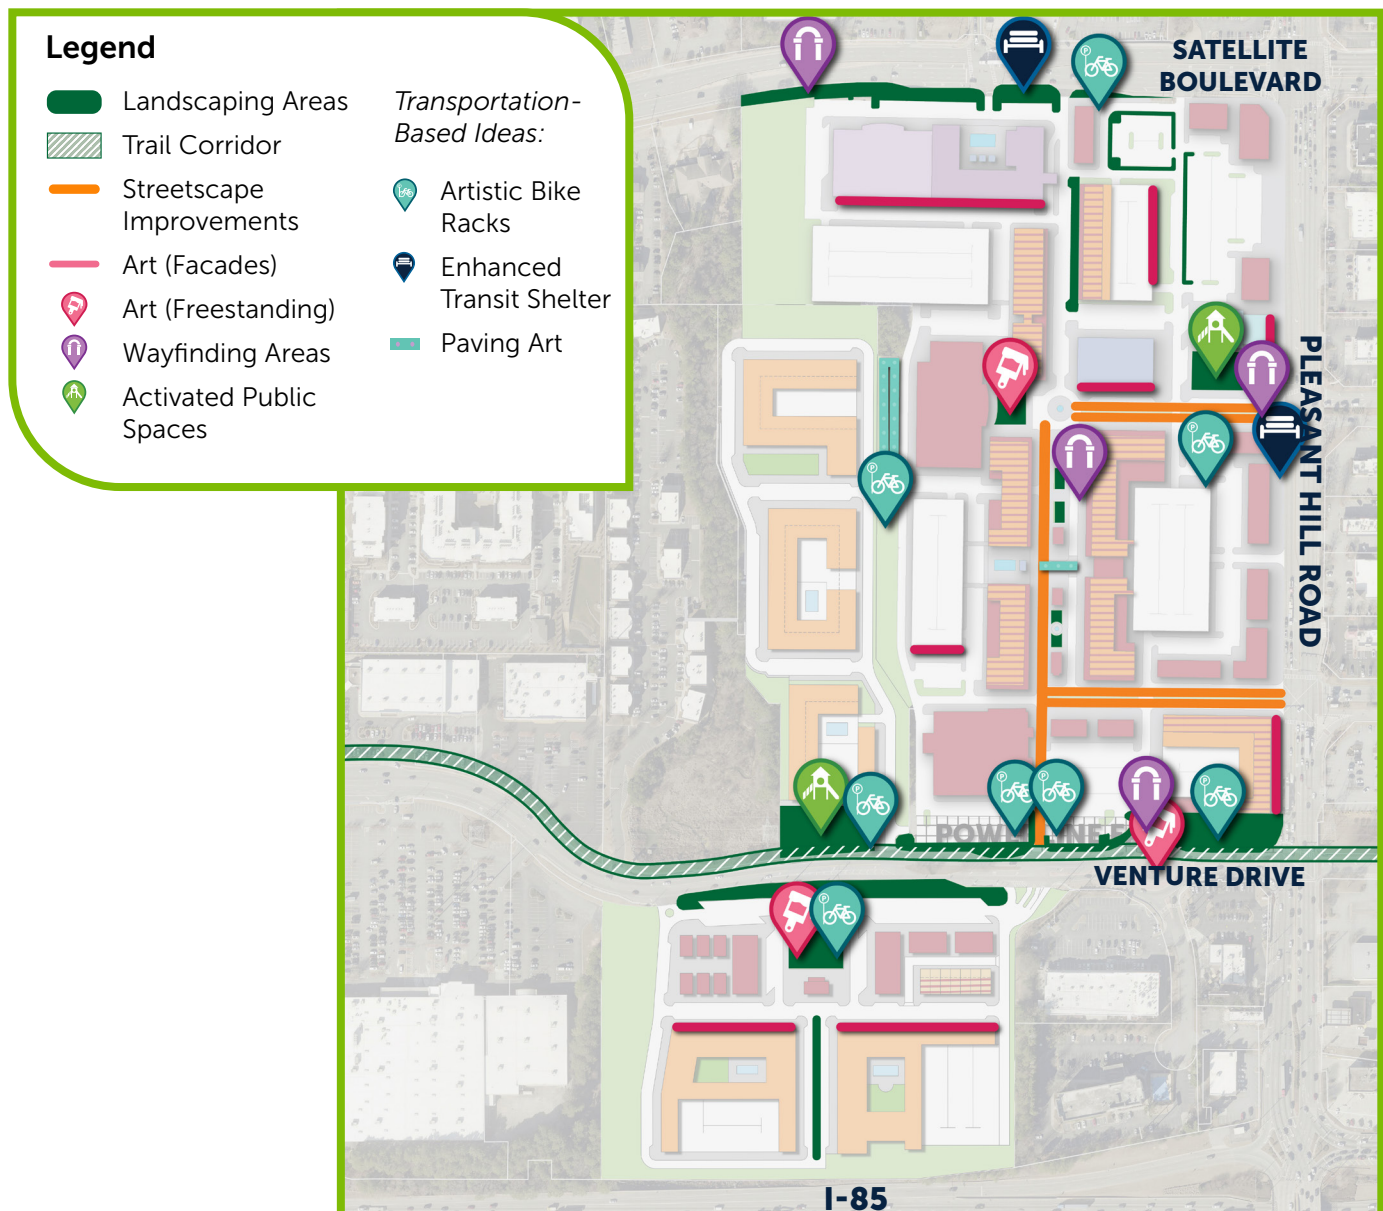 Legend
Landscaping Areas
Trail Corridor
Streetscape
Improvements
Art (Facades)
Art (Freestanding)
Wayfinding Areas
Activated Public
Spaces
Transportation-
Based Ideas:
Artistic Bike
Racks
Enhanced
Transit Shelter
Paving Art
SATELLITE
BOULEVARD
PLEASANT HILL ROAD
VENTURE DRIVE
I-85